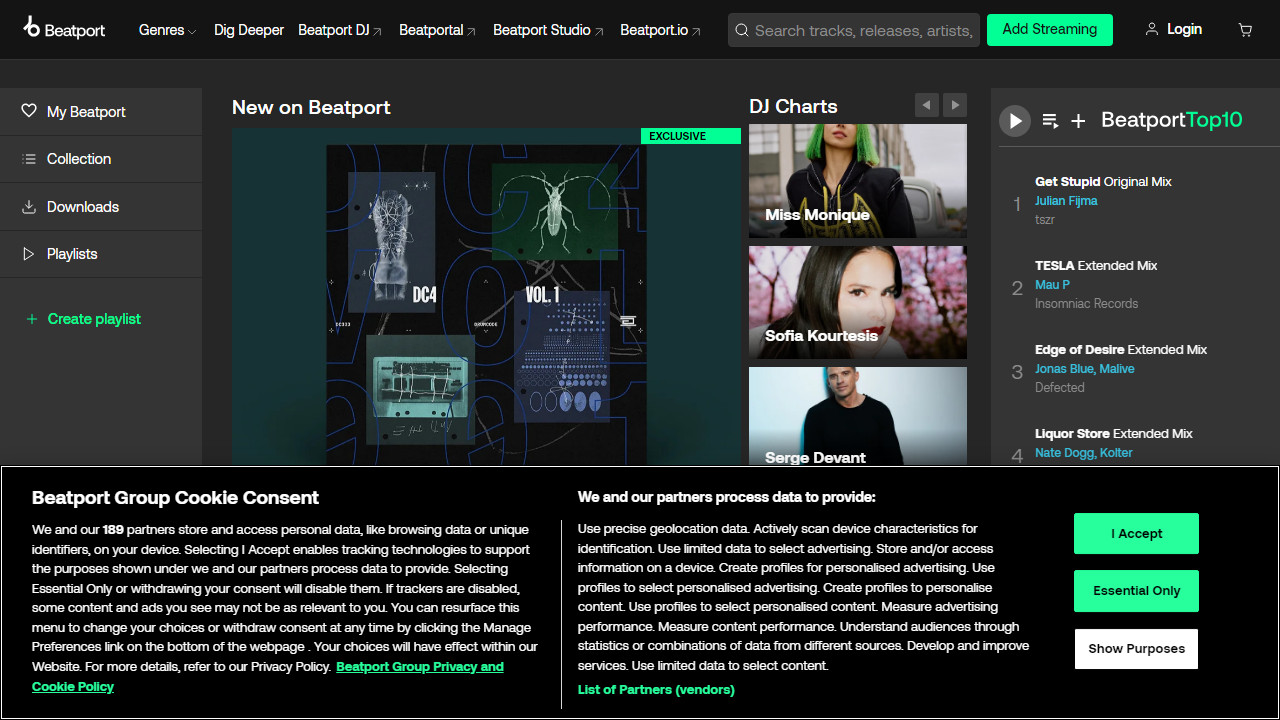 Beatport
Genres
Dig Deeper
Beatport DJ
Beatportal
Beatport Studio
Beatport.io
Search tracks, releases, artists,
Add Streaming
Login
My Beatport
Collection
Downloads
Playlists
Create playlist
New on Beatport
EXCLUSIVE
DC4
VOL. 1
DC333
DRUMCODE
DJ Charts
Miss Monique
Sofia Kourtesis
Serge Devant
BeatportTop10
1
Get Stupid Original Mix
Julian Fijma
tszr
2
TESLA Extended Mix
Mau P
Insomniac Records
3
Edge of Desire Extended Mix
Jonas Blue, Malive
Defected
4
Liquor Store Extended Mix
Nate Dogg, Kolter
Beatport Group Cookie Consent
We and our 189 partners store and access personal data, like browsing data or unique
identifiers, on your device. Selecting I Accept enables tracking technologies to support
the purposes shown under we and our partners process data to provide. Selecting
Essential Only or withdrawing your consent will disable them. If trackers are disabled,
some content and ads you see may not be as relevant to you. You can resurface this
menu to change your choices or withdraw consent at any time by clicking the Manage
Preferences link on the bottom of the webpage . Your choices will have effect within our
Website. For more details, refer to our Privacy Policy. Beatport Group Privacy and
Cookie Policy
We and our partners process data to provide:
Use precise geolocation data. Actively scan device characteristics for
identification. Use limited data to select advertising. Store and/or access
information on a device. Create profiles for personalised advertising. Use
profiles to select personalised advertising. Create profiles to personalise
content. Use profiles to select personalised content. Measure advertising
performance. Measure content performance. Understand audiences through
statistics or combinations of data from different sources. Develop and improve
services. Use limited data to select content.
List of Partners (vendors)
I Accept
Essential Only
Show Purposes